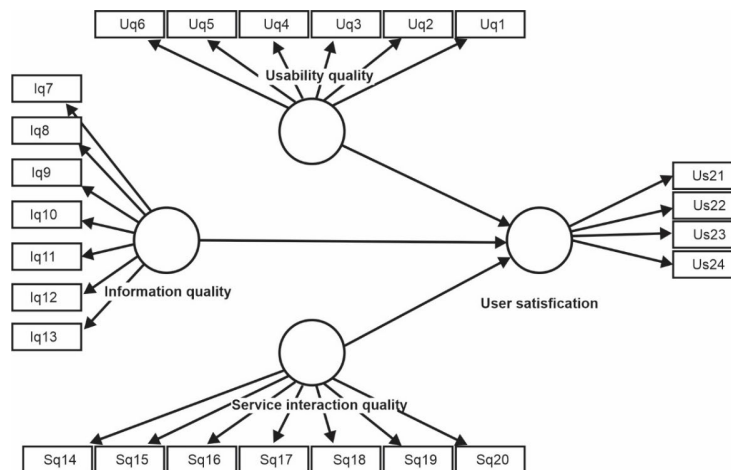 Uq6 Uq5 Uq4 Uq3 Uq2 Uq1
Usability quality
Iq7
Iq8
Iq9
Iq10
Iq11
Iq12
Iq13
Information quality
Us21
Us22
Us23
Us24
User satisfication
Service interaction quality
Sq14 Sq15 Sq16 Sq17 Sq18 Sq19 Sq20